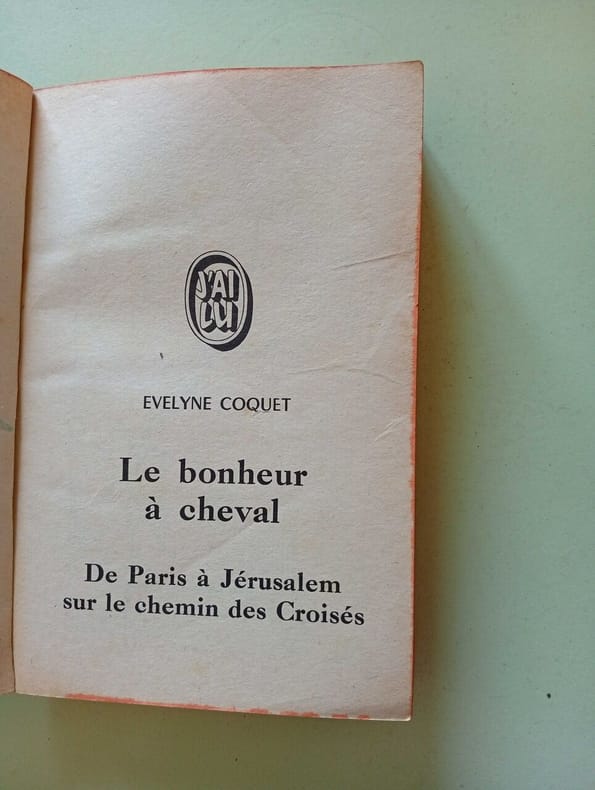 J'AI
LU
EVELYNE COQUET
Le bonheur
à cheval
De Paris à Jérusalem
sur le chemin des Croisés